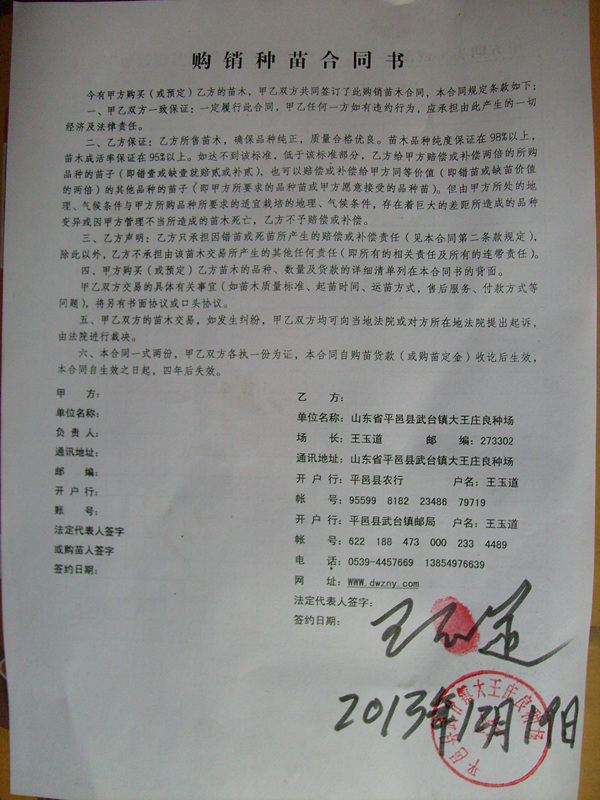 购销种苗合同书
今有甲方购买（或预定）乙方的苗木，甲乙双方共同签订了此购销苗木合同，本合同规定条款如下：
一、甲乙双方一致保证：一定履行此合同，甲乙任何一方如有违约行为，应承担由此产生的一切
经济及法律责任。
二、乙方保证：乙方所售苗木，确保品种纯正，质量合格优良。苗木品种纯度保证在98%以上，
苗木成活率保证在95%以上。如达不到该标准，低于该标准部分，乙方给甲方赔偿或补偿两倍的所购
品种的苗子（即错查或缺查就赔贰或补贰），也可以赔偿或补偿给甲方同等价值（即错苗或缺苗价值
的两倍）的其他品种的苗子（即甲方所要求的品种苗或甲方愿意接受的品种苗）。但由甲方所处的地
理、气候条件与甲方所购品种所要求的适宜栽培的地理、气候条件，存在着巨大的差距所造成的品种
变异或因甲方管理不当所造成的苗木死亡，乙方不予赔偿或补偿。
三、乙方声明：乙方只承担因错苗或死苗所产生的赔偿或补偿责任（见本合同第二条款规定），
除此以外，乙方不承担由该苗木交易所产生的其他任何责任（即所有的相关责任及所有的连带责任）。
四、甲方购买（或预定）乙方苗木的品种、数量及货款的详细清单列在本合同书的背面。
甲乙双方交易的具体有关事宜（如苗木质量标准、起苗时间、运苗方式，售后服务、付款方式等
问题），将另有书面协议或口头协议。
五、甲乙双方的苗木交易，如发生纠纷，甲乙双方均可向当地法院或对方所在地法院提出起诉，
由法院进行裁决。
六、本合同一式两份，甲乙双方各执一份为证，本合同自购苗货款（或购苗定金）收讫后生效，
本合同自生效之日起，四年后失效。
甲 方：
单位名称：
负 责 人：
通讯地址：
邮 编：
开 户 行：
账 号：
法定代表人签字
或购苗人签字
签约日期：
乙 方：
单位名称：山东省平邑县武台镇大王庄良种场
场 长：王玉道 邮 编：273302
通讯地址：山东省平邑县武台镇大王庄良种场
开 户 行：平邑县农行 户名：王玉道
帐 号：95599 8182 23486 79719
开 户 行：平邑县武台镇邮局 户名：王玉道
帐 号：622 188 473 000 233 4489
电 话：0539-4457669 13854976639
网 址：www.dwzny.com
法定代表人签字：
签约日期：
王玉道
2013年12月19日